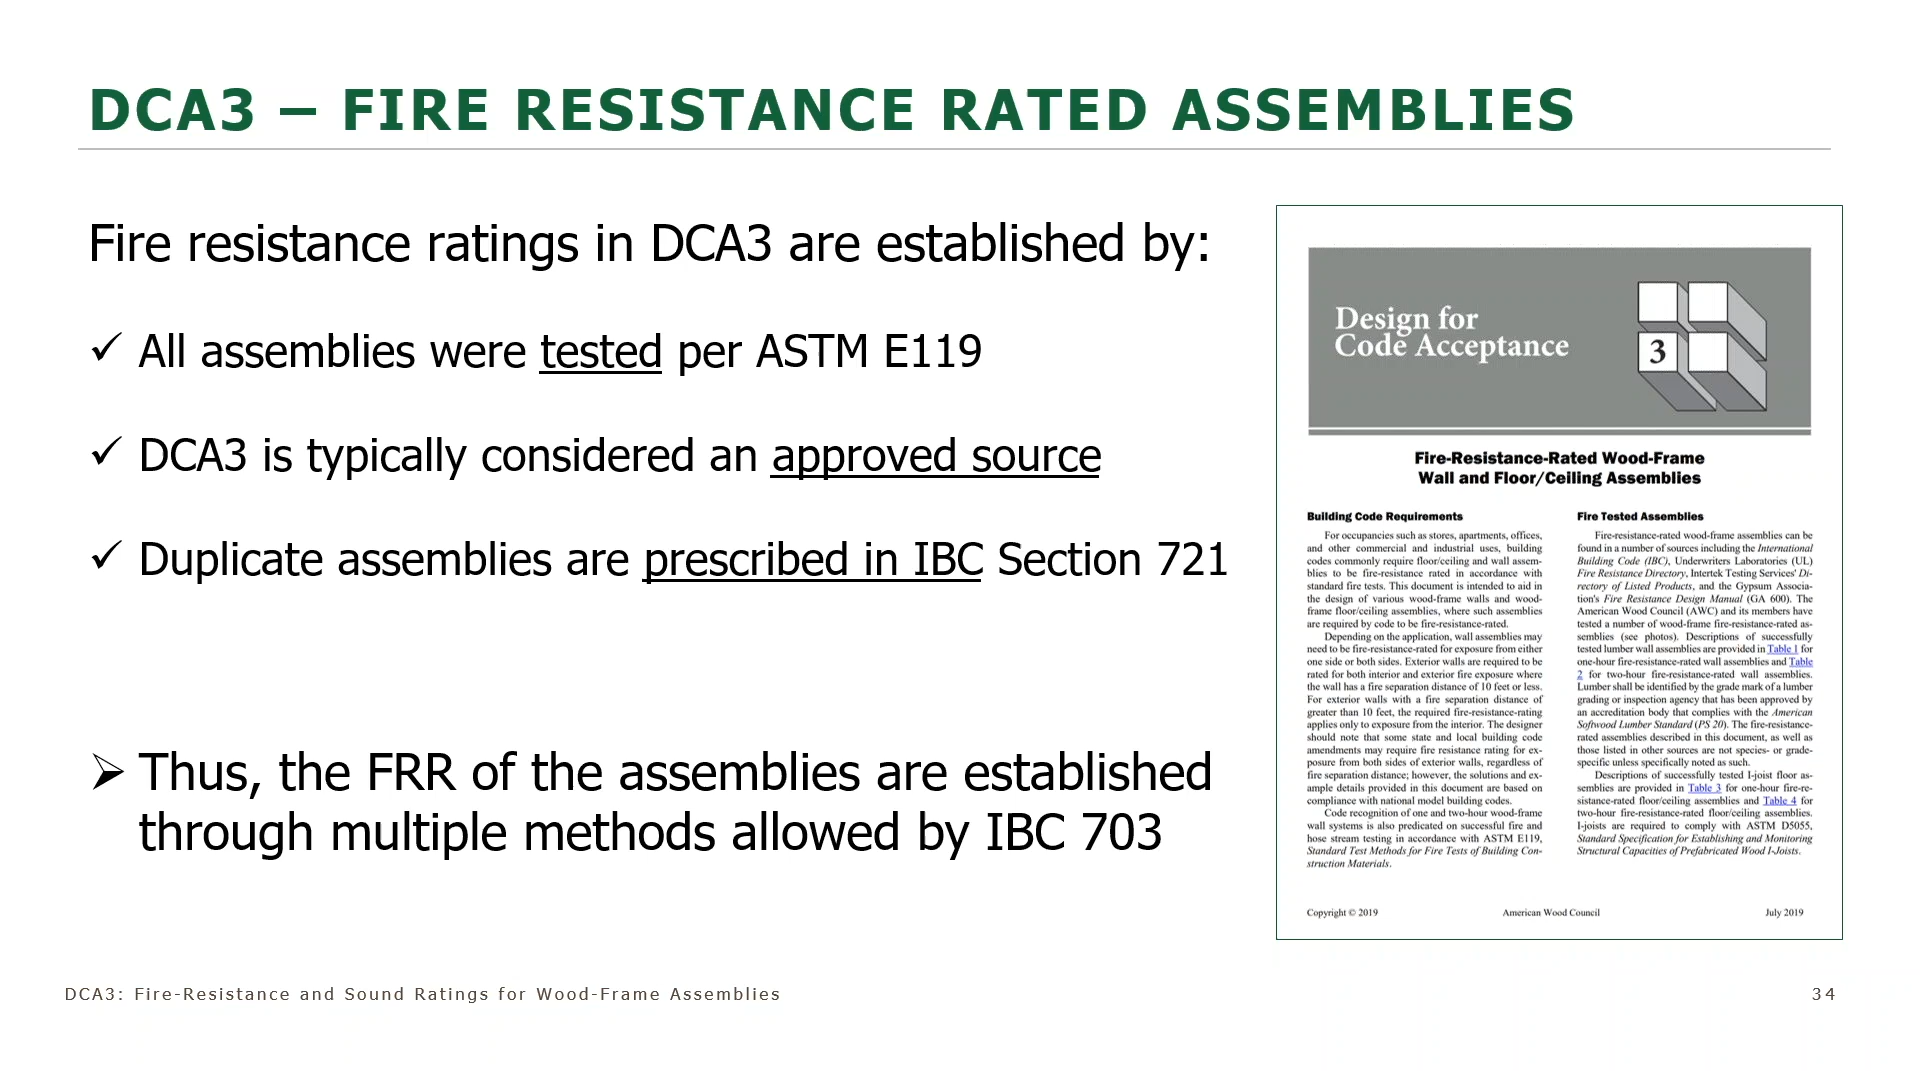 DCA3 – FIRE RESISTANCE RATED ASSEMBLIES
Fire resistance ratings in DCA3 are established by:
✓ All assemblies were tested per ASTM E119
✓ DCA3 is typically considered an approved source
✓ Duplicate assemblies are prescribed in IBC Section 721
➢ Thus, the FRR of the assemblies are established
through multiple methods allowed by IBC 703
Design for
Code Acceptance
3
Fire-Resistance-Rated Wood-Frame
Wall and Floor/Ceiling Assemblies
Building Code Requirements
For occupancies such as stores, apartments, offices,
and other commercial and industrial uses, building
codes commonly require floor/ceiling and wall assem-
blies to be fire-resistance rated in accordance with
standard fire tests. This document is intended to aid in
the design of various wood-frame walls and wood-
frame floor/ceiling assemblies, where such assemblies
are required by code to be fire-resistance-rated.
Depending on the application, wall assemblies may
need to be fire-resistance-rated for exposure from either
one side or both sides. Exterior walls are required to be
rated for both interior and exterior fire exposure where
the wall has a fire separation distance of 10 feet or less.
For exterior walls with a fire separation distance of
greater than 10 feet, the required fire-resistance-rating
applies only to exposure from the interior. The designer
should note that some state and local building code
amendments may require fire resistance rating for ex-
posure from both sides of exterior walls, regardless of
fire separation distance; however, the solutions and ex-
ample details provided in this document are based on
compliance with national model building codes.
Code recognition of one and two-hour wood-frame
wall systems is also predicated on successful fire and
hose stream testing in accordance with ASTM E119,
Standard Test Methods for Fire Tests of Building Con-
struction Materials.
Fire Tested Assemblies
Fire-resistance-rated wood-frame assemblies can be
found in a number of sources including the International
Building Code (IBC), Underwriters Laboratories (UL)
Fire Resistance Directory, Intertek Testing Services' Di-
rectory of Listed Products, and the Gypsum Associa-
tion's Fire Resistance Design Manual (GA 600). The
American Wood Council (AWC) and its members have
tested a number of wood-frame fire-resistance-rated as-
semblies (see photos). Descriptions of successfully
tested lumber wall assemblies are provided in Table 1 for
one-hour fire-resistance-rated wall assemblies and Table
2 for two-hour fire-resistance-rated wall assemblies.
Lumber shall be identified by the grade mark of a lumber
grading or inspection agency that has been approved by
an accreditation body that complies with the American
Softwood Lumber Standard (PS 20). The fire-resistance-
rated assemblies described in this document, as well as
those listed in other sources are not species- or grade-
specific unless specifically noted as such.
Descriptions of successfully tested I-joist floor as-
semblies are provided in Table 3 for one-hour fire-re-
sistance-rated floor/ceiling assemblies and Table 4 for
two-hour fire-resistance-rated floor/ceiling assemblies.
I-joists are required to comply with ASTM D5055,
Standard Specification for Establishing and Monitoring
Structural Capacities of Prefabricated Wood I-Joists.
Copyright © 2019 American Wood Council July 2019
DCA3: Fire-Resistance and Sound Ratings for Wood-Frame Assemblies
34